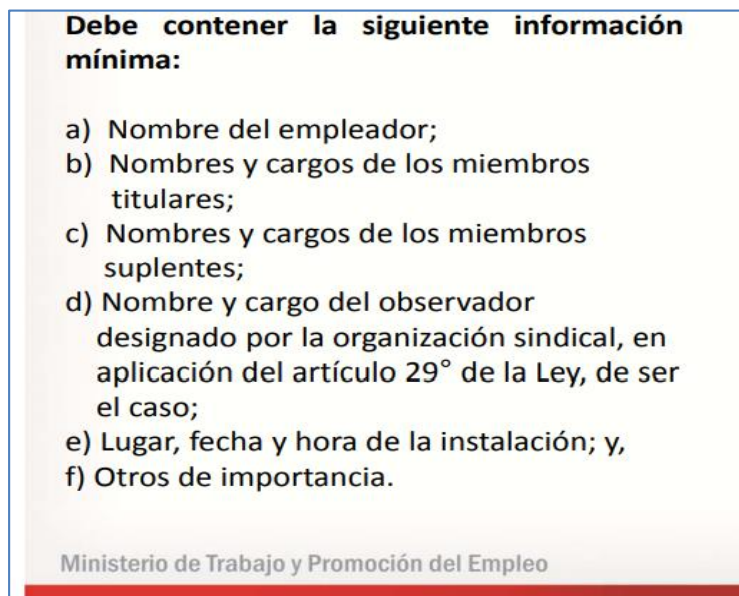 Debe contener la siguiente información
mínima:
a) Nombre del empleador;
b) Nombres y cargos de los miembros
titulares;
c) Nombres y cargos de los miembros
suplentes;
d) Nombre y cargo del observador
designado por la organización sindical, en
aplicación del artículo 29° de la Ley, de ser
el caso;
e) Lugar, fecha y hora de la instalación; y,
f) Otros de importancia.
Ministerio de Trabajo y Promoción del Empleo